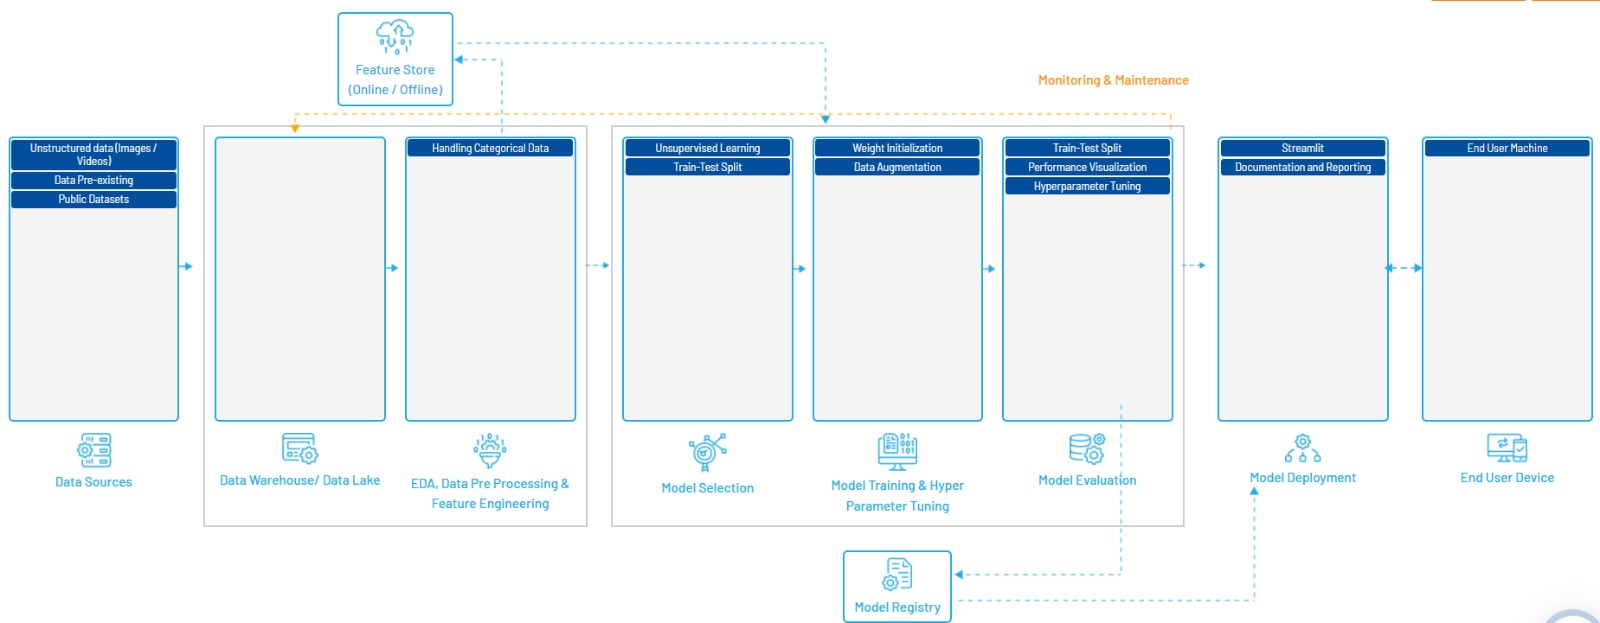 Feature Store
(Online / Offline)
Monitoring & Maintenance
Unstructured data (Images /
Videos)
Data Pre-existing
Public Datasets
Handling Categorical Data
Unsupervised Learning
Train-Test Split
Weight Initialization
Data Augmentation
Train-Test Split
Performance Visualization
Hyperparameter Tuning
Streamlit
Documentation and Reporting
End User Machine
Data Sources
Data Warehouse/ Data Lake
EDA, Data Pre Processing &
Feature Engineering
Model Selection
Model Training & Hyper
Parameter Tuning
Model Evaluation
Model Deployment
End User Device
Model Registry